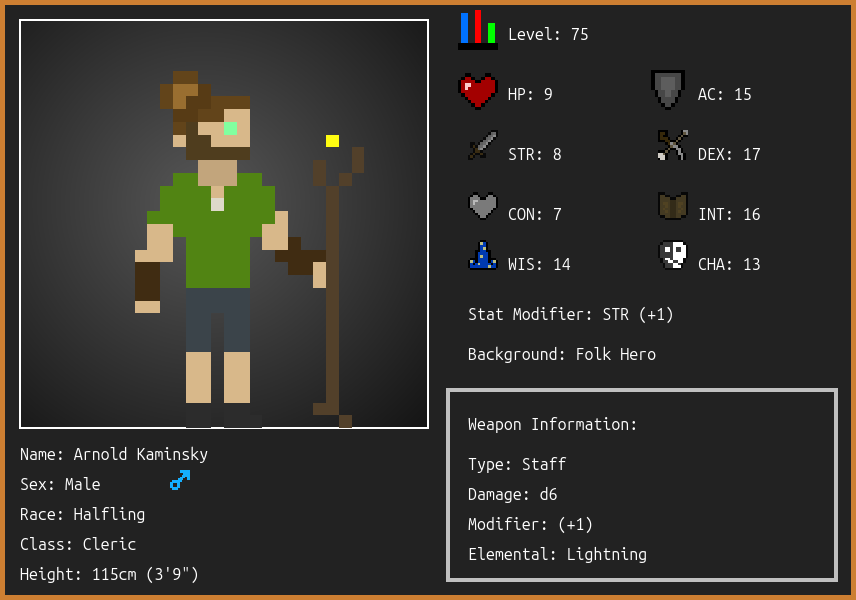 Level: 75
HP: 9
AC: 15
STR: 8
DEX: 17
CON: 7
INT: 16
WIS: 14
CHA: 13
Stat Modifier: STR (+1)
Background: Folk Hero
Weapon Information:
Type: Staff
Damage: d6
Modifier: (+1)
Elemental: Lightning
Name: Arnold Kaminsky
Sex: Male
Race: Halfling
Class: Cleric
Height: 115cm (3'9")